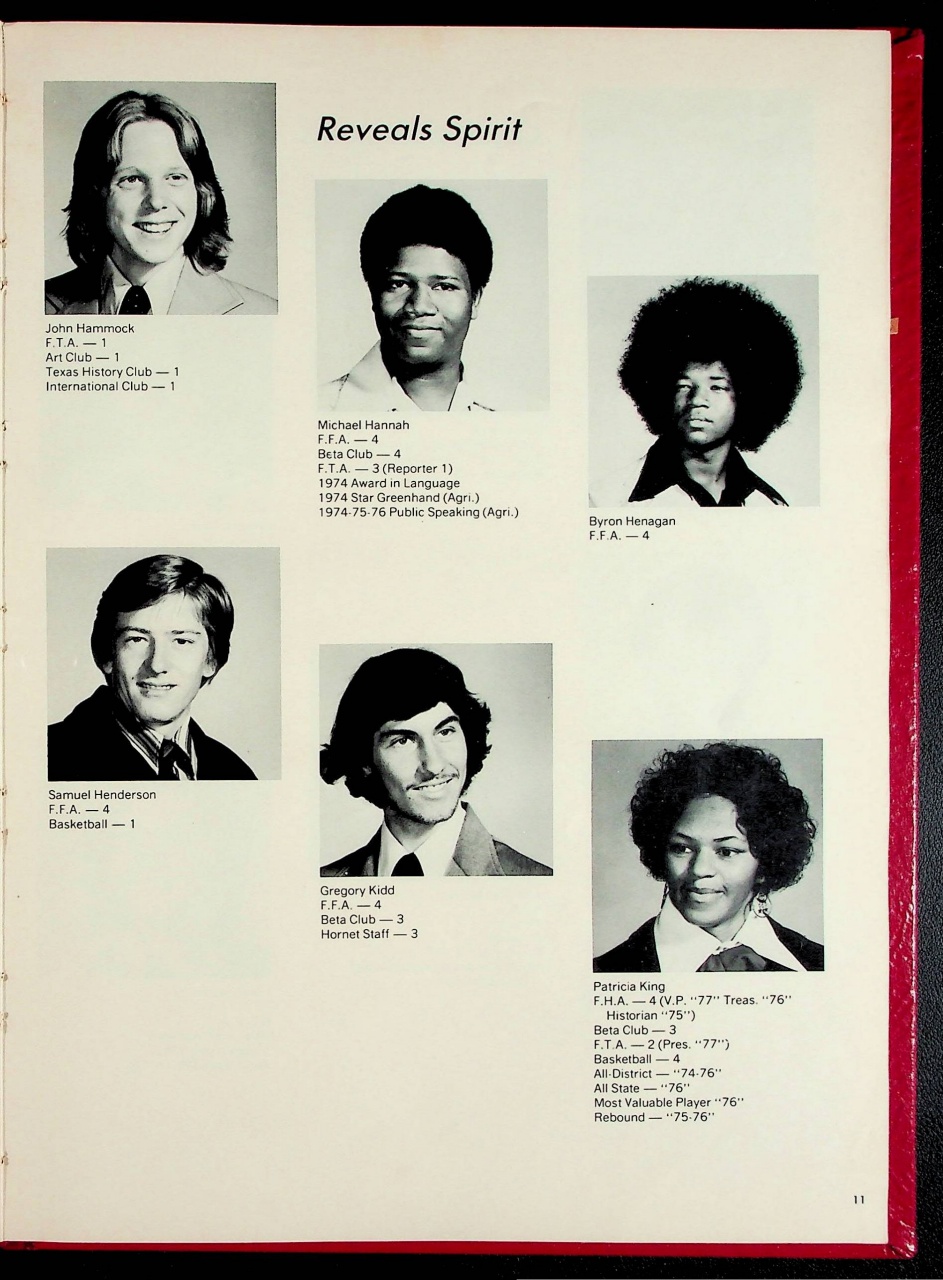 Reveals Spirit
John Hammock
F.T.A. — 1
Art Club — 1
Texas History Club — 1
International Club — 1
Michael Hannah
F.F.A. — 4
Beta Club — 4
F.T.A. — 3 (Reporter 1)
1974 Award in Language
1974 Star Greenhand (Agri.)
1974-75-76 Public Speaking (Agri.)
Byron Henagan
F.F.A. — 4
Samuel Henderson
F.F.A. — 4
Basketball — 1
Gregory Kidd
F.F.A. — 4
Beta Club — 3
Hornet Staff — 3
Patricia King
F.H.A. — 4 (V.P. "77" Treas. "76"
Historian "75")
Beta Club — 3
F.T.A. — 2 (Pres. "77")
Basketball — 4
All-District — "74-76"
All State — "76"
Most Valuable Player "76"
Rebound — "75-76"
11